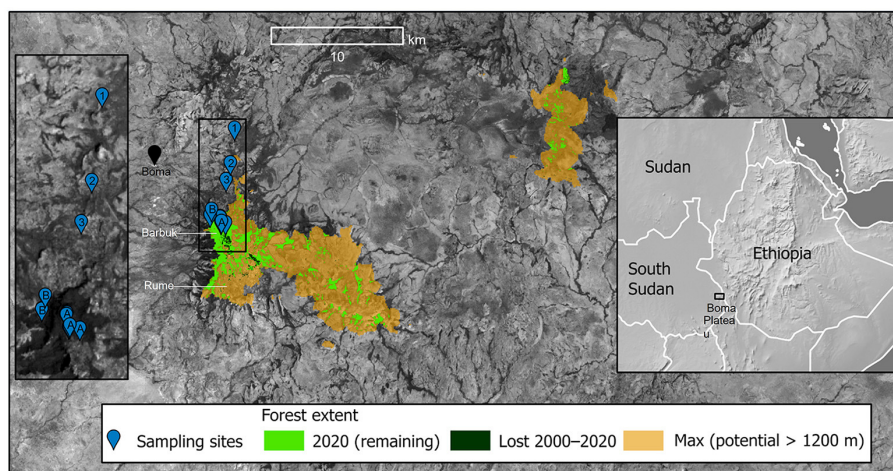 km
10
1
2
3
B
B
A
A
A
Boma
1
2
3
B
A
Barbuk
Rume
Sudan
South
Sudan
Ethiopia
Boma
Platea
u
Forest extent
Sampling sites
2020 (remaining)
Lost 2000–2020
Max (potential > 1200 m)